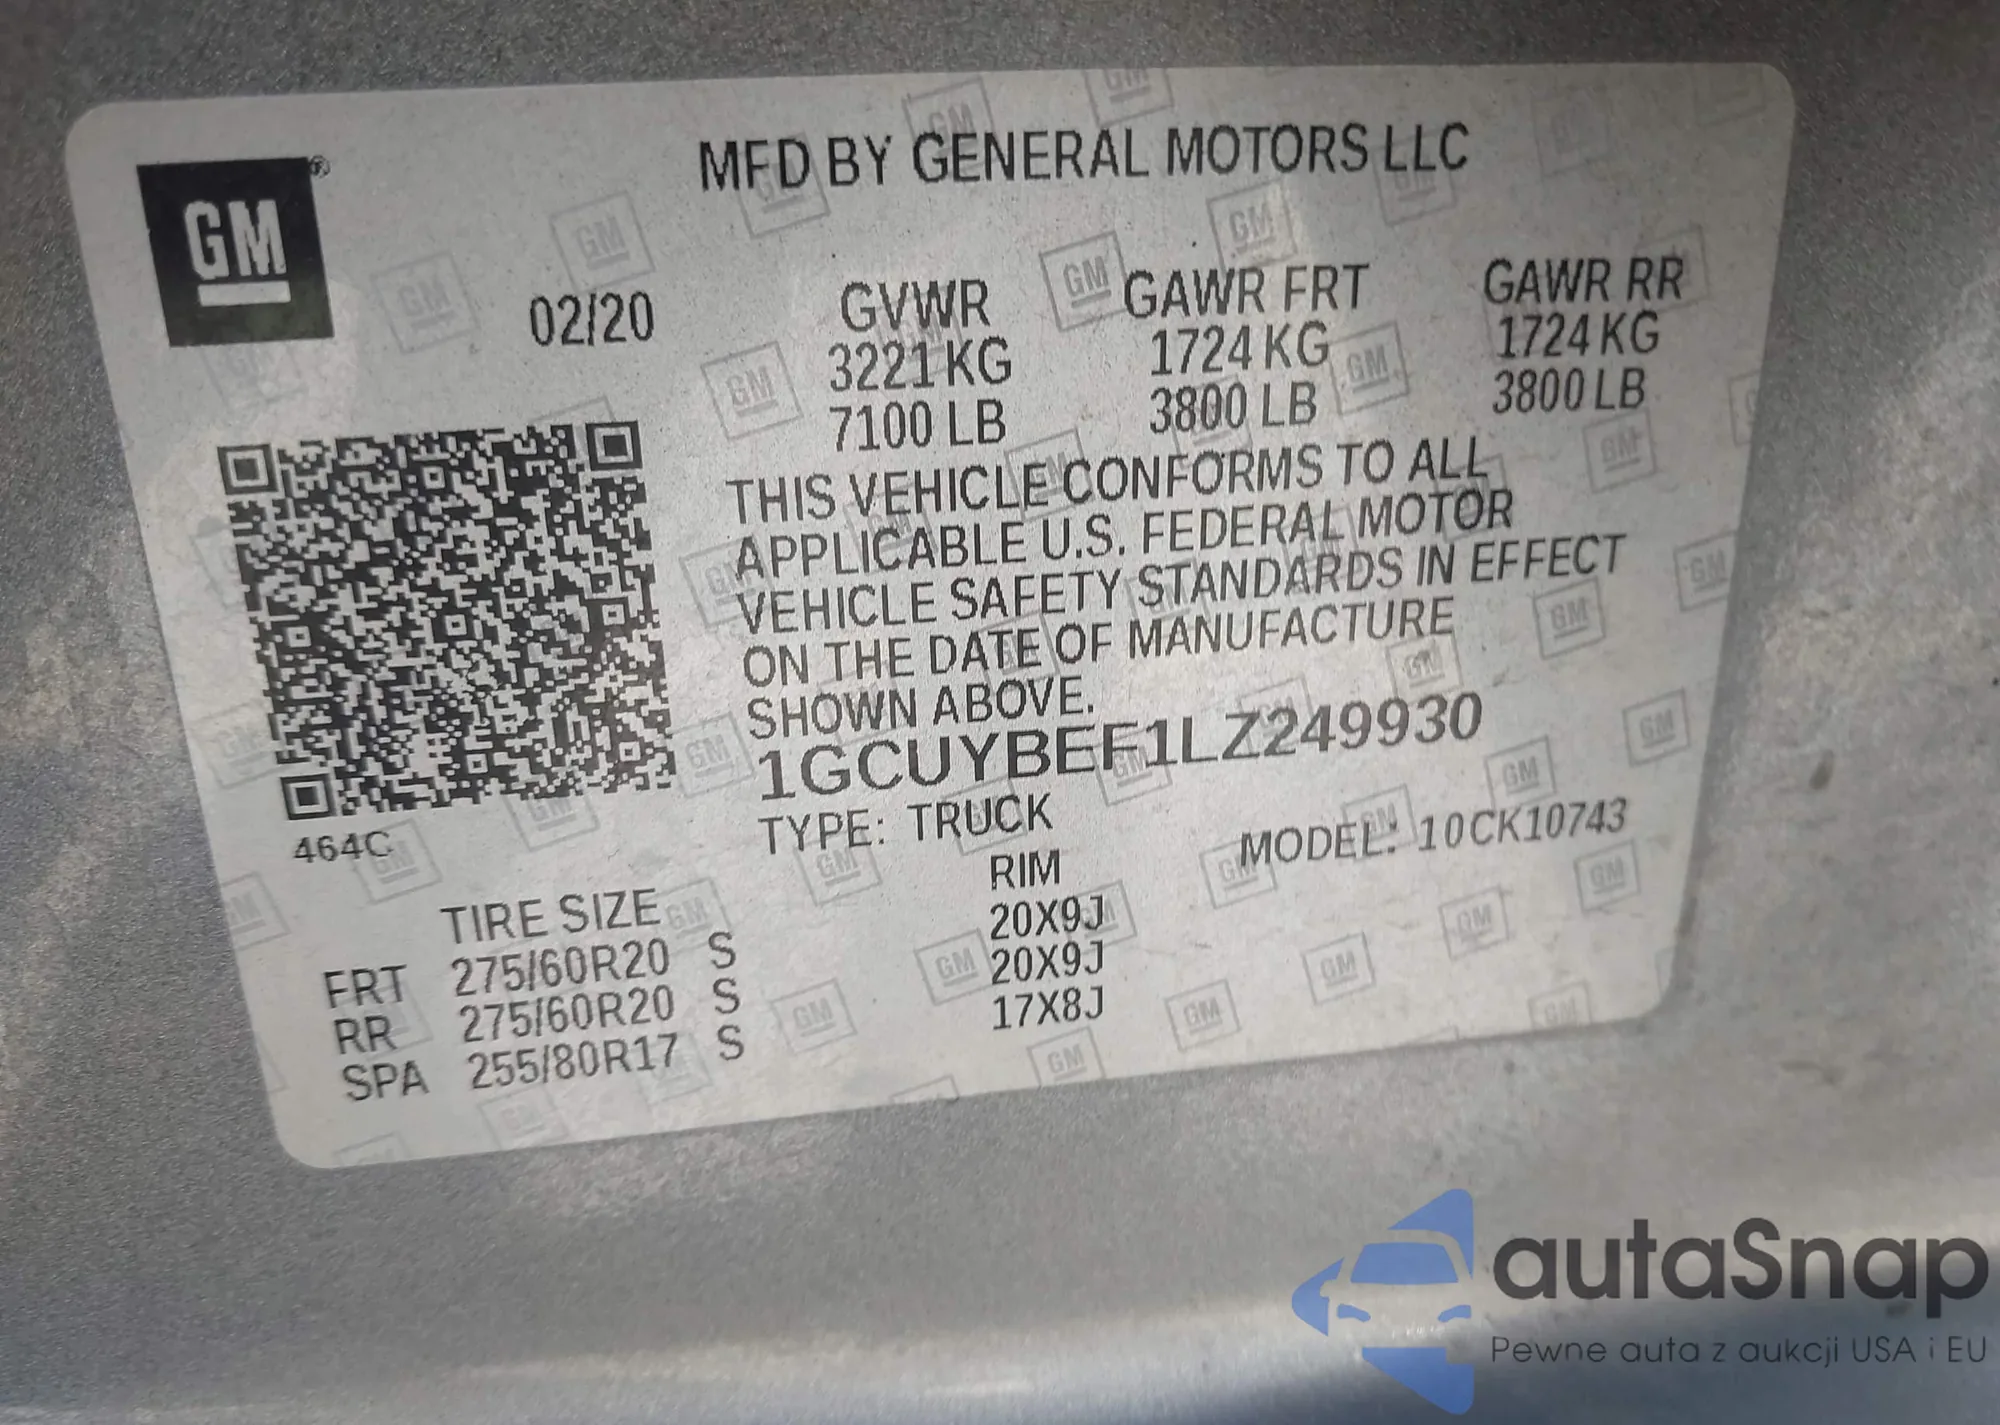 GM ®
MFD BY GENERAL MOTORS LLC
02/20
GVWR GAWR FRT GAWR RR
3221 KG 1724 KG 1724 KG
7100 LB 3800 LB 3800 LB
THIS VEHICLE CONFORMS TO ALL
APPLICABLE U.S. FEDERAL MOTOR
VEHICLE SAFETY STANDARDS IN EFFECT
ON THE DATE OF MANUFACTURE
SHOWN ABOVE.
1GCUYBEF1LZ249930
464C
TYPE: TRUCK MODEL: 10CK10743
TIRE SIZE RIM
FRT 275/60R20 S 20X9J
RR 275/60R20 S 20X9J
SPA 255/80R17 S 17X8J
autaSnap
Pewne auta z aukcji USA i EU